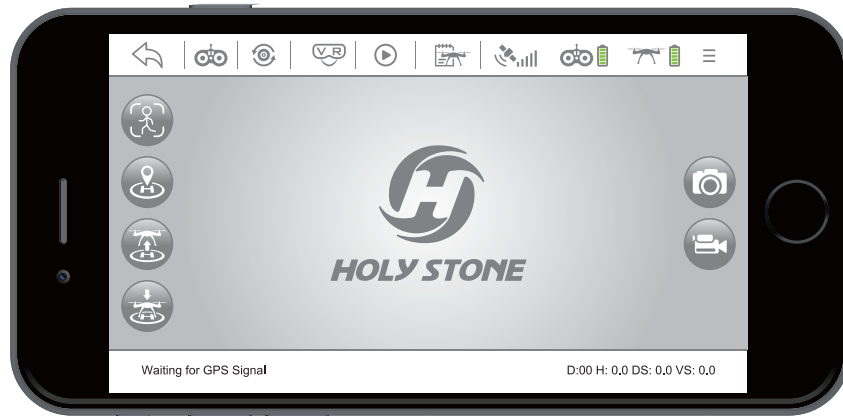 VR
H
HOLY STONE
Waiting for GPS Signal
D:00 H: 0.0 DS: 0.0 VS: 0.0